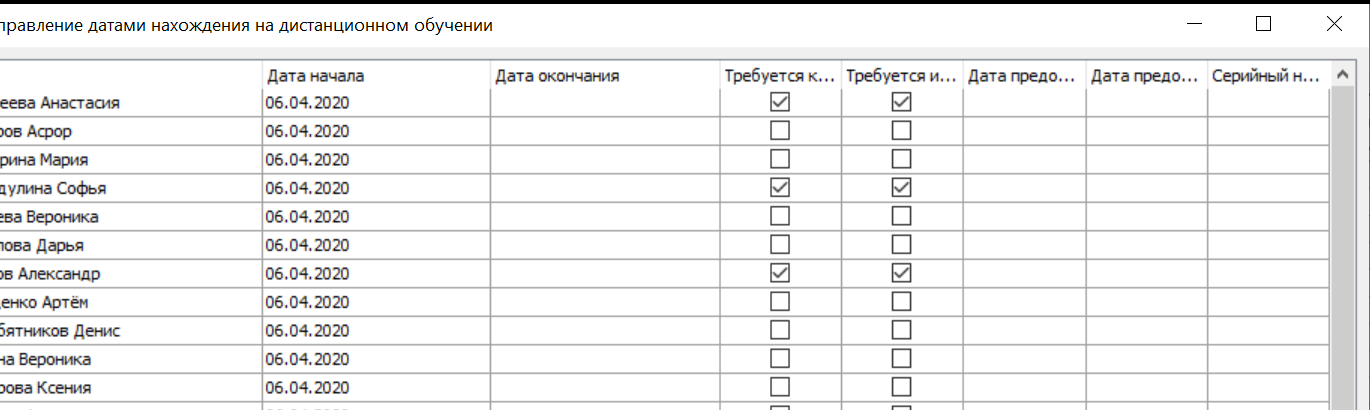 правление датами нахождения на дистанционном обучении
Дата начала Дата окончания Требуется к... Требуется и... Дата предо... Дата предо... Серийный н...
еева Анастасия 06.04.2020
ров Асрор 06.04.2020
рина Мария 06.04.2020
дулина Софья 06.04.2020
ева Вероника 06.04.2020
лова Дарья 06.04.2020
ов Александр 06.04.2020
енко Артём 06.04.2020
бятников Денис 06.04.2020
на Вероника 06.04.2020
рова Ксения 06.04.2020